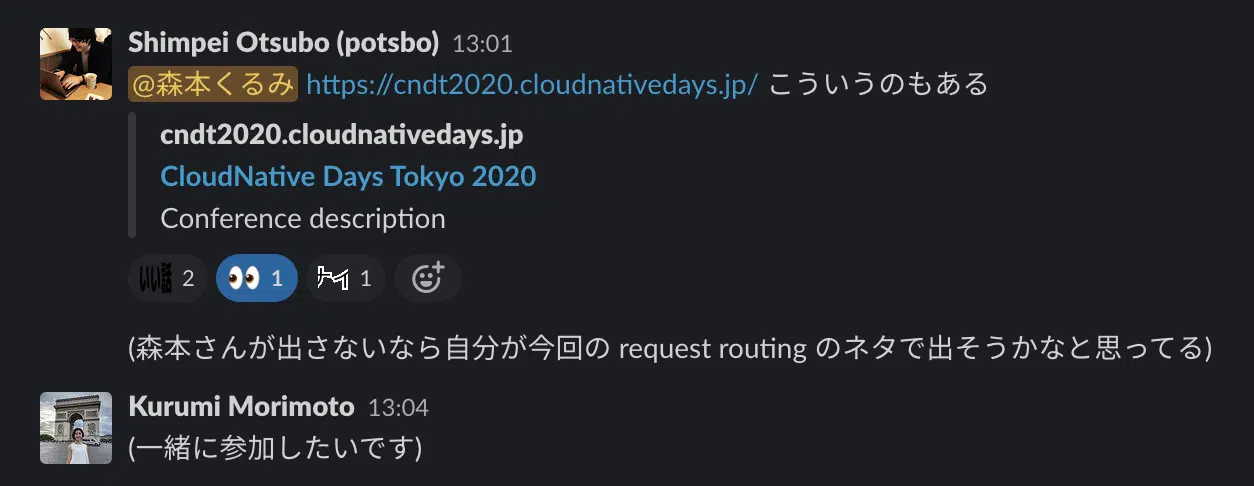 Shimpei Otsubo (potsbo) 13:01
@森本くるみ https://cndt2020.cloudnativedays.jp/ こういうのもある
cndt2020.cloudnativedays.jp
CloudNative Days Tokyo 2020
Conference description
いい話 2 1 1
(森本さんが出さないなら自分が今回の request routing のネタで出そうかなと思ってる)
Kurumi Morimoto 13:04
(一緒に参加したいです)